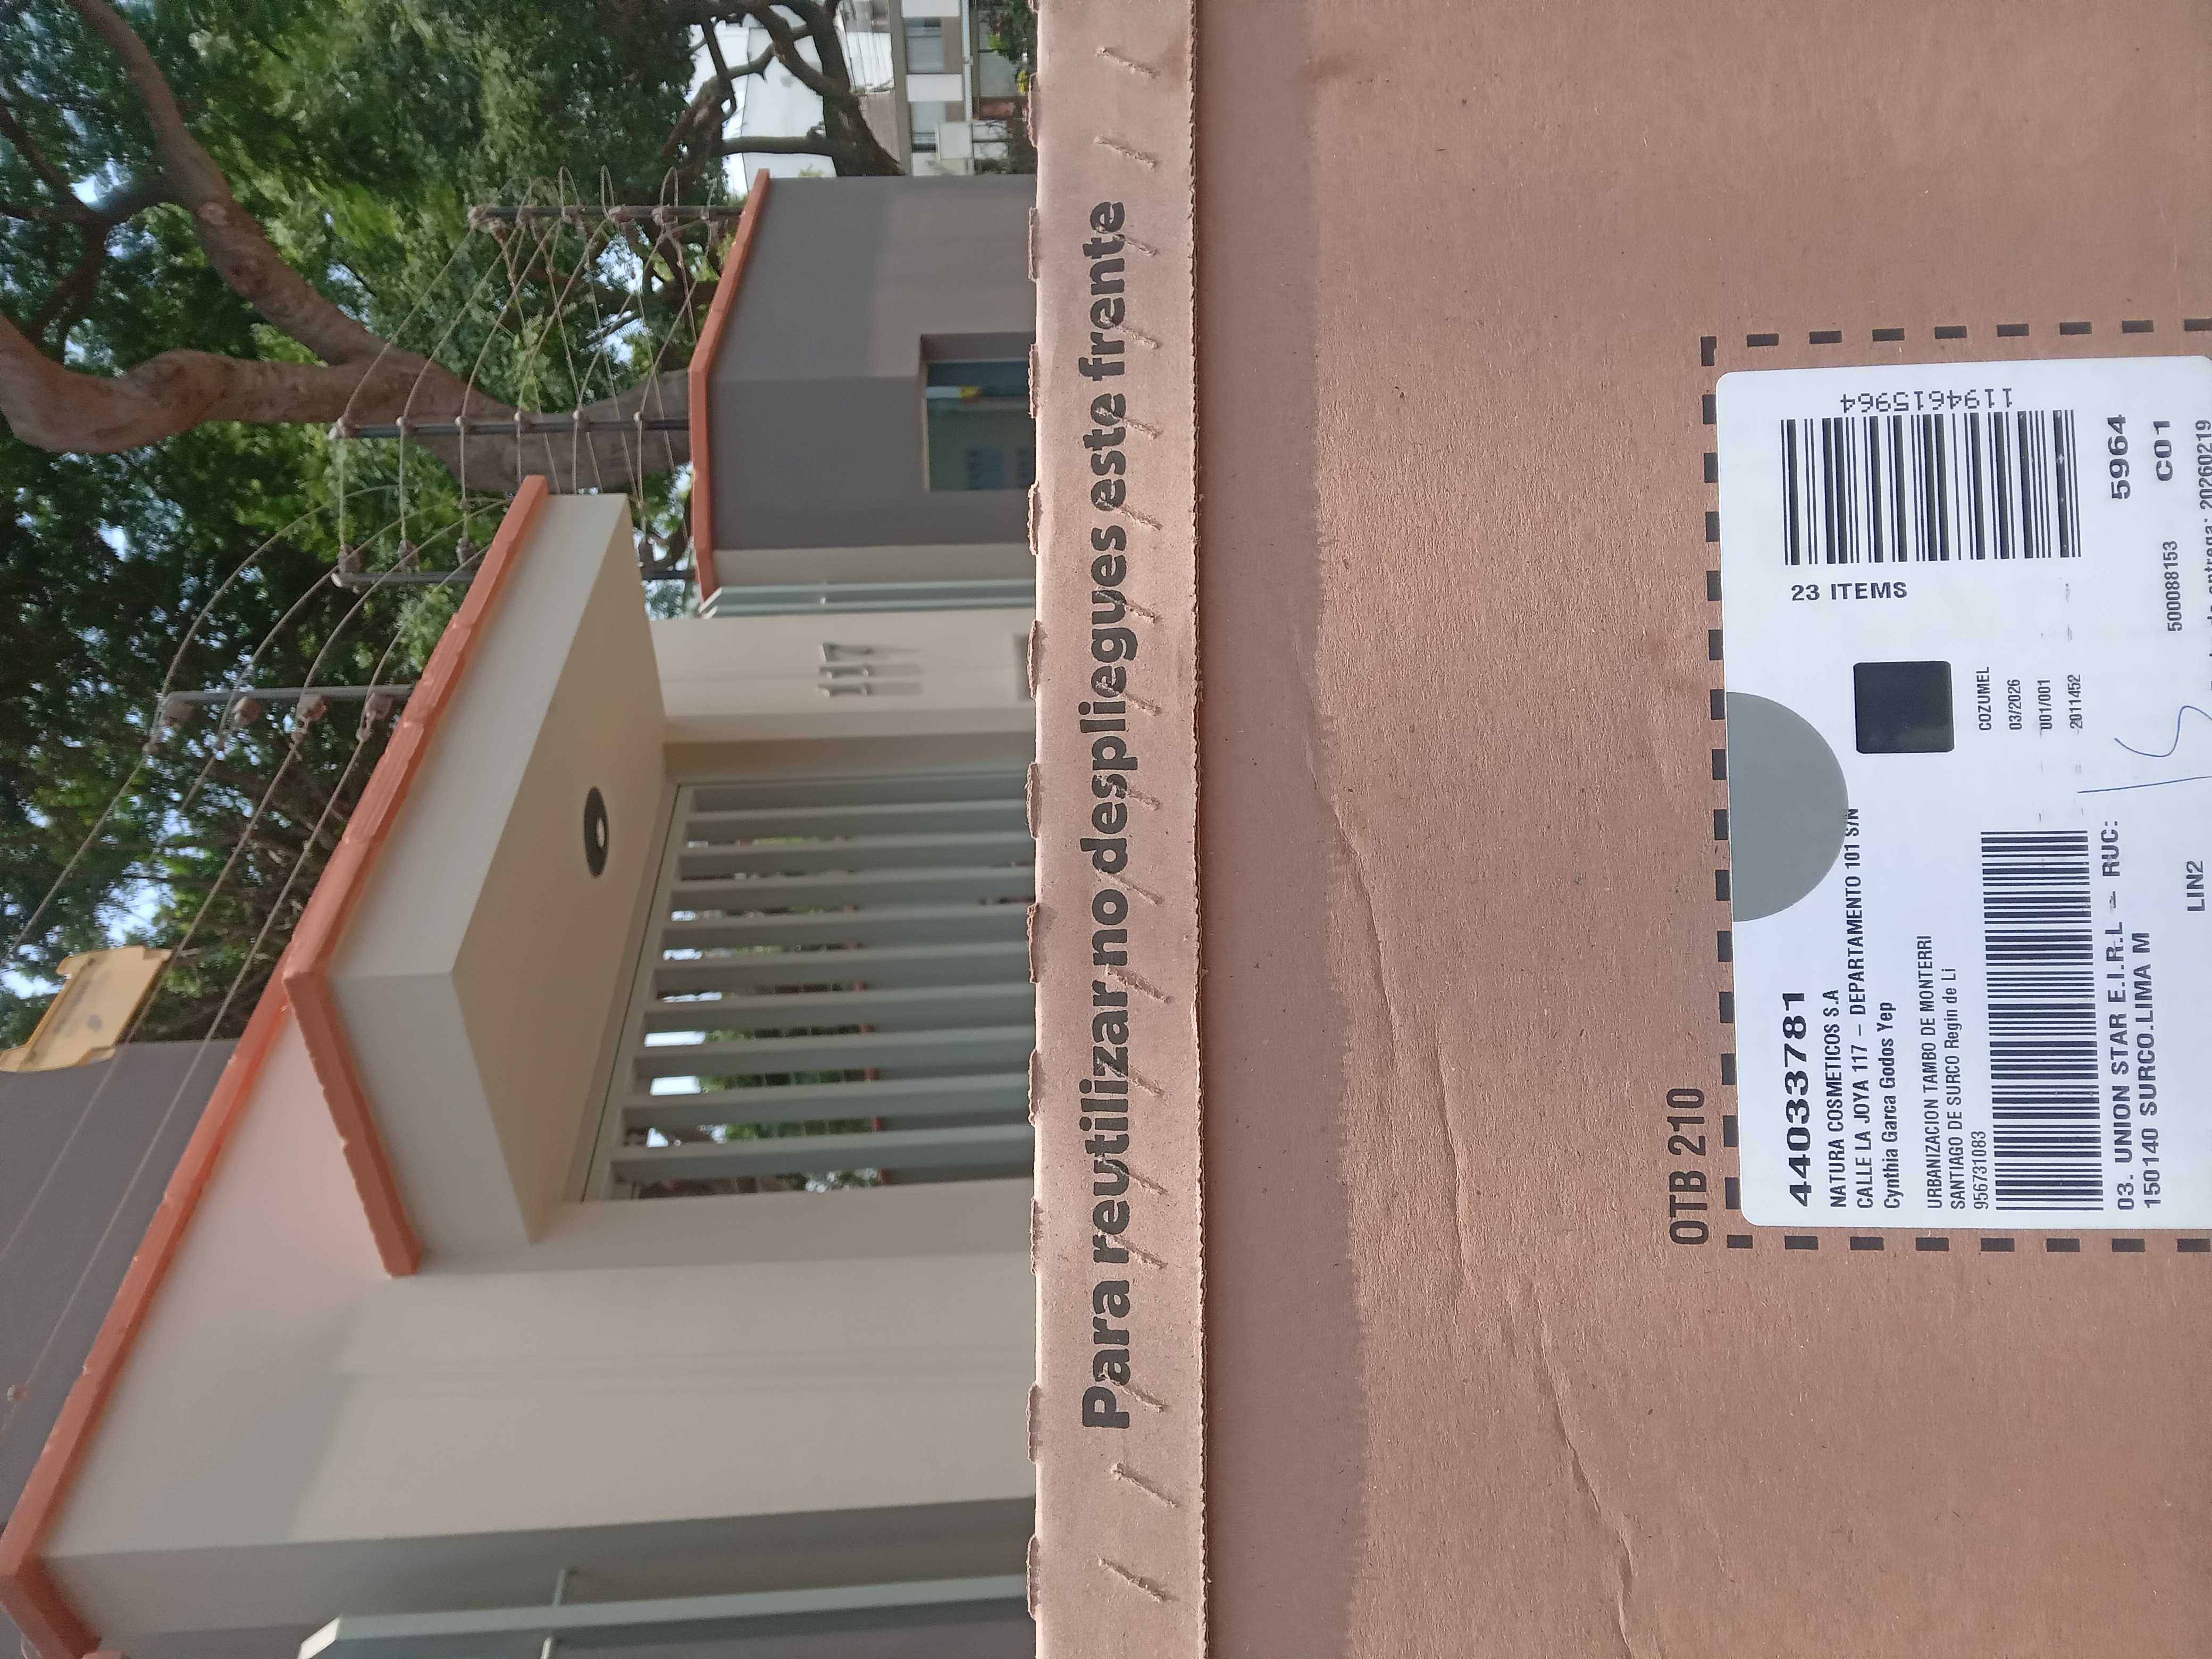 117
Para reutilizar no despliegues este frente
OTB 210
44033781
NATURA COSMETICOS S.A
CALLE LA JOYA 117 – DEPARTAMENTO 101 S/N
Cynthia Garca Godos Yep
URBANIZACION TAMBO DE MONTERRI
SANTIAGO DE SURCO Regin de Li
956731083
03. UNION STAR E.I.R.L – RUC:
150140 SURCO.LIMA M
LIN2
COZUMEL
03/2026
001/001
2011452
23 ITEMS
1194615964
5964
C01
5000088153
20260219